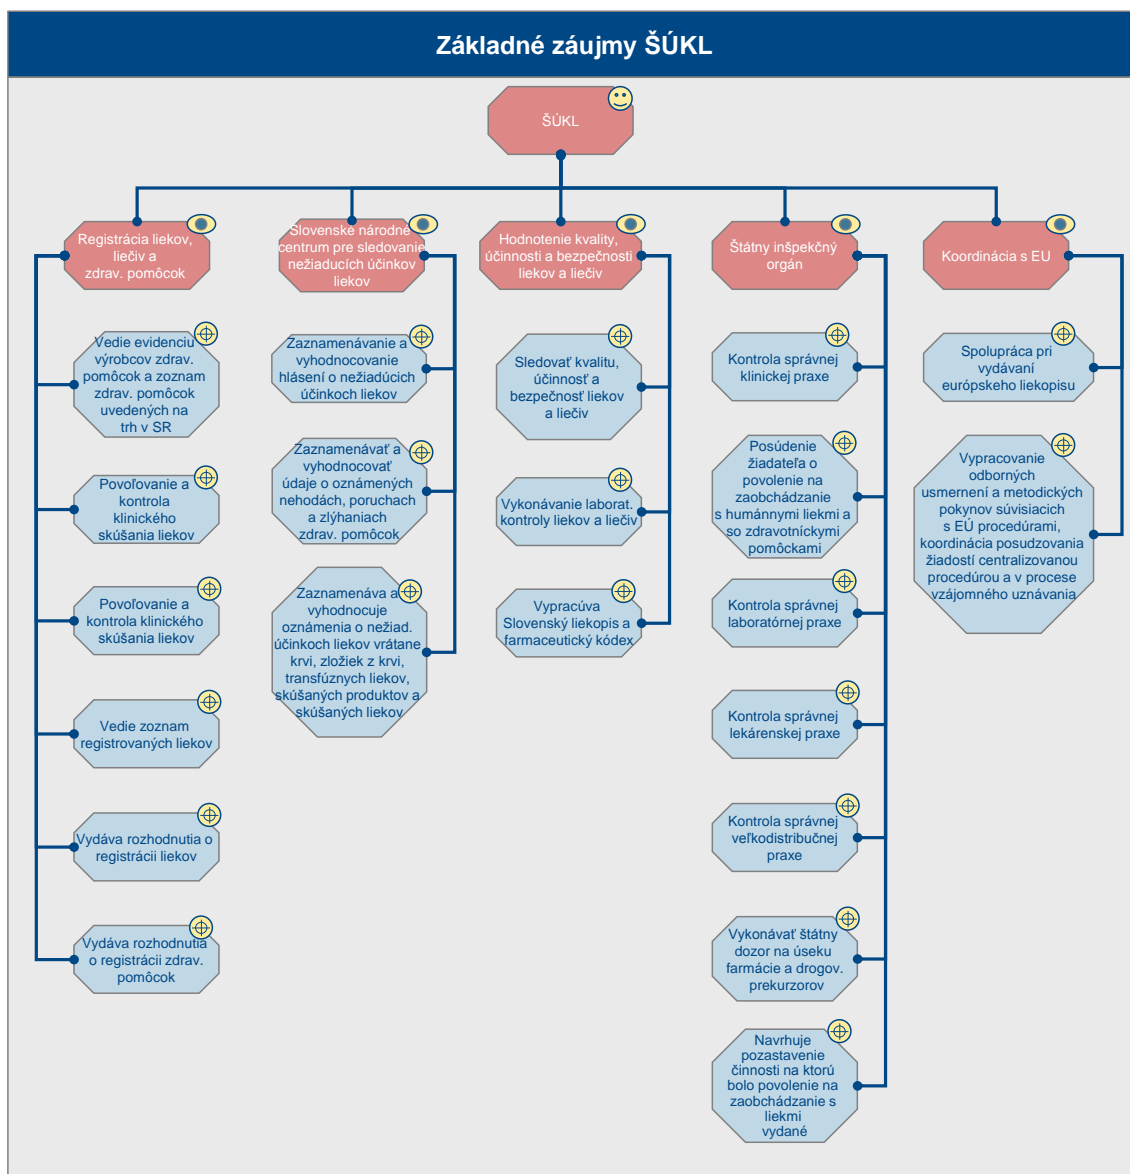 Základné záujmy ŠÚKL
ŠÚKL
Registrácia liekov,
liečiv a
zdrav. pomôcok
Slovenské národné
centrum pre sledovanie
nežiaducích účinkov
liekov
Hodnotenie kvality,
účinnosti a bezpečnosti
liekov a liečiv
Štátny inšpekčný
orgán
Koordinácia s EU
Vedie evidenciu
výrobcov zdrav.
pomôcok a zoznam
zdrav. pomôcok
uvedených na
trh v SR
Povoľovanie a
kontrola
klinického
skúšania liekov
Povoľovanie a
kontrola klinického
skúšania liekov
Vedie zoznam
registrovaných liekov
Vydáva rozhodnutia o
registrácii liekov
Vydáva rozhodnutia
o registrácii zdrav.
pomôcok
Zaznamenávanie a
vyhodnocovanie
hlásení o nežiadúcich
účinkoch liekov
Zaznamenávať a
vyhodnocovať
údaje o oznámených
nehodách, poruchach
a zlýhaniach
zdrav. pomôcok
Zaznamenáva a
vyhodnocuje
oznámenia o nežiad.
účinkoch liekov vrátane
krvi, zložiek z krvi,
transfúznych liekov,
skúšaných produktov a
skúšaných liekov
Sledovať kvalitu,
účinnosť a
bezpečnosť liekov
a liečiv
Vykonávanie laborat.
kontroly liekov a liečiv
Vypracúva
Slovenský liekopis a
farmaceutický kódex
Kontrola správnej
klinickej praxe
Posúdenie
žiadateľa o
povolenie na
zaobchádzanie
s humánnymi liekmi a
so zdravotníckymi
pomôckami
Kontrola správnej
laboratórnej praxe
Kontrola správnej
lekárenskej praxe
Kontrola správnej
veľkodistribučnej
praxe
Vykonávať štátny
dozor na úseku
farmácie a drogov.
prekurzorov
Navrhuje
pozastavenie
činnosti na ktorú
bolo povolenie na
zaobchádzanie s
liekmi
vydané
Spolupráca pri
vydávaní
európskeho liekopisu
Vypracovanie
odborných
usmernení a metodických
pokynov súvisiacich
s EÚ procedúrami,
koordinácia posudzovania
žiadostí centralizovanou
procedúrou a v procese
vzájomného uznávania